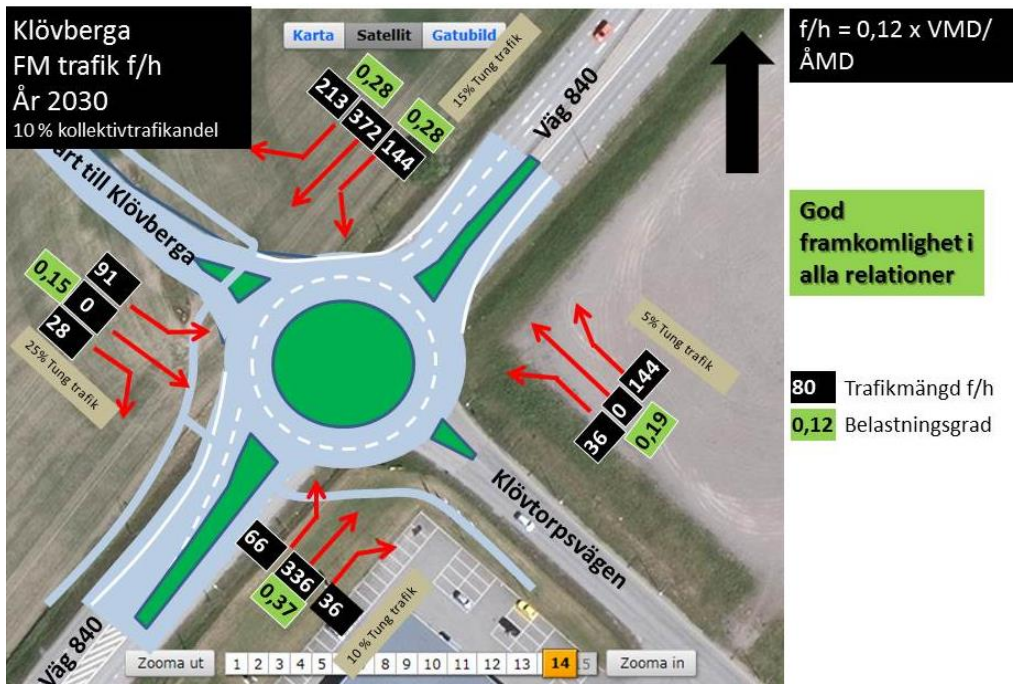 Klövberga
FM trafik f/h
År 2030
10 % kollektivtrafikandel
Karta
Satellit
Gatubild
f/h = 0,12 x VMD/
ÅMD
213
372
144
0,28
0,28
15% Tung trafik
Väg 840
art till Klövberga
God
framkomlighet i
alla relationer
91
0
28
0,15
25% Tung trafik
5% Tung trafik
36
0
144
0,19
80 Trafikmängd f/h
0,12 Belastningsgrad
Klövtorpsvägen
66
336
36
0,37
10 % Tung trafik
Väg 840
Zooma ut
1 2 3 4 5 8 9 10 11 12 13 14 5
Zooma in